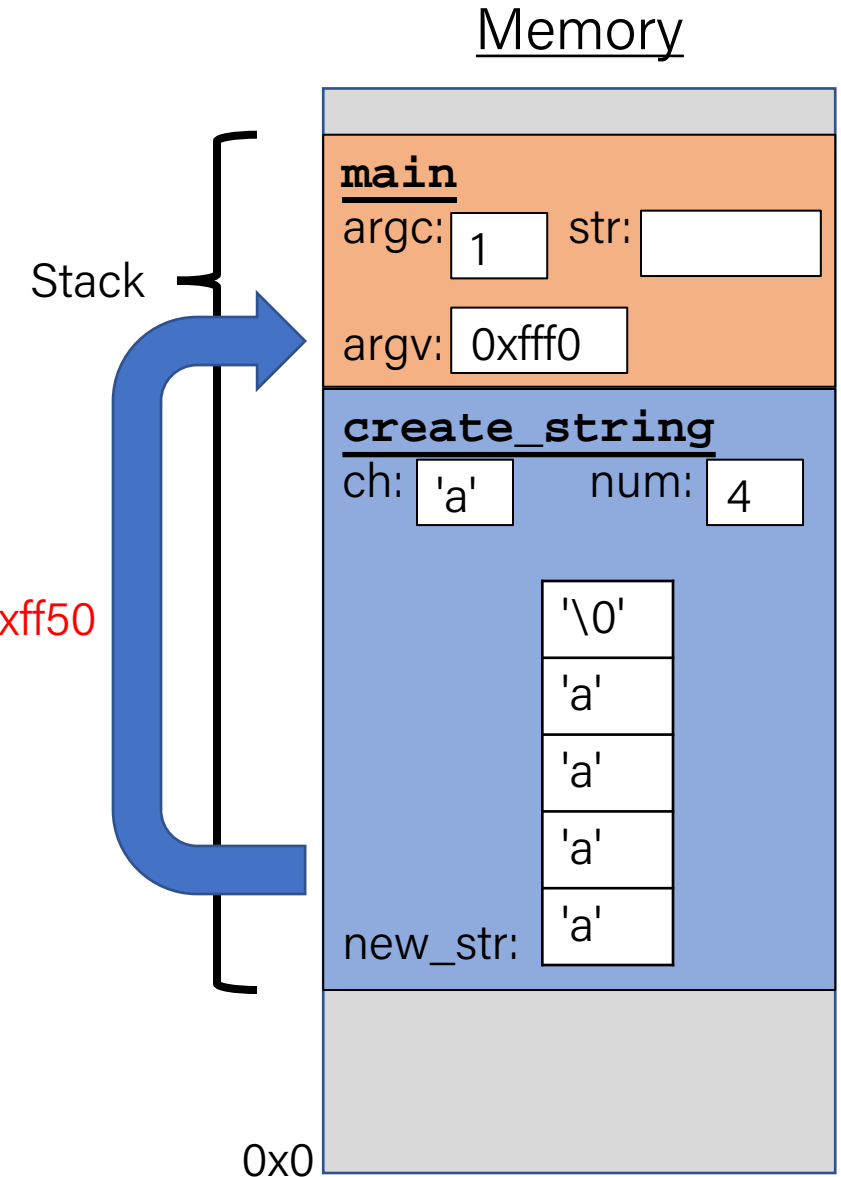 Memory
main
argc: 1 str:
Stack
argv: 0xfff0
create_string
ch: 'a' num: 4
'\0'
xff50
'a'
'a'
'a'
new_str: 'a'
0x0